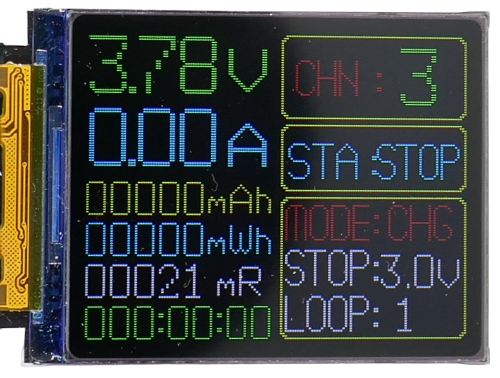 3.78V
0.00A
00000mAh
00000mWh
00021 mR
000:00:00
CHN : 3
STA :STOP
MODE:CHG
STOP:3.0V
LOOP: 1